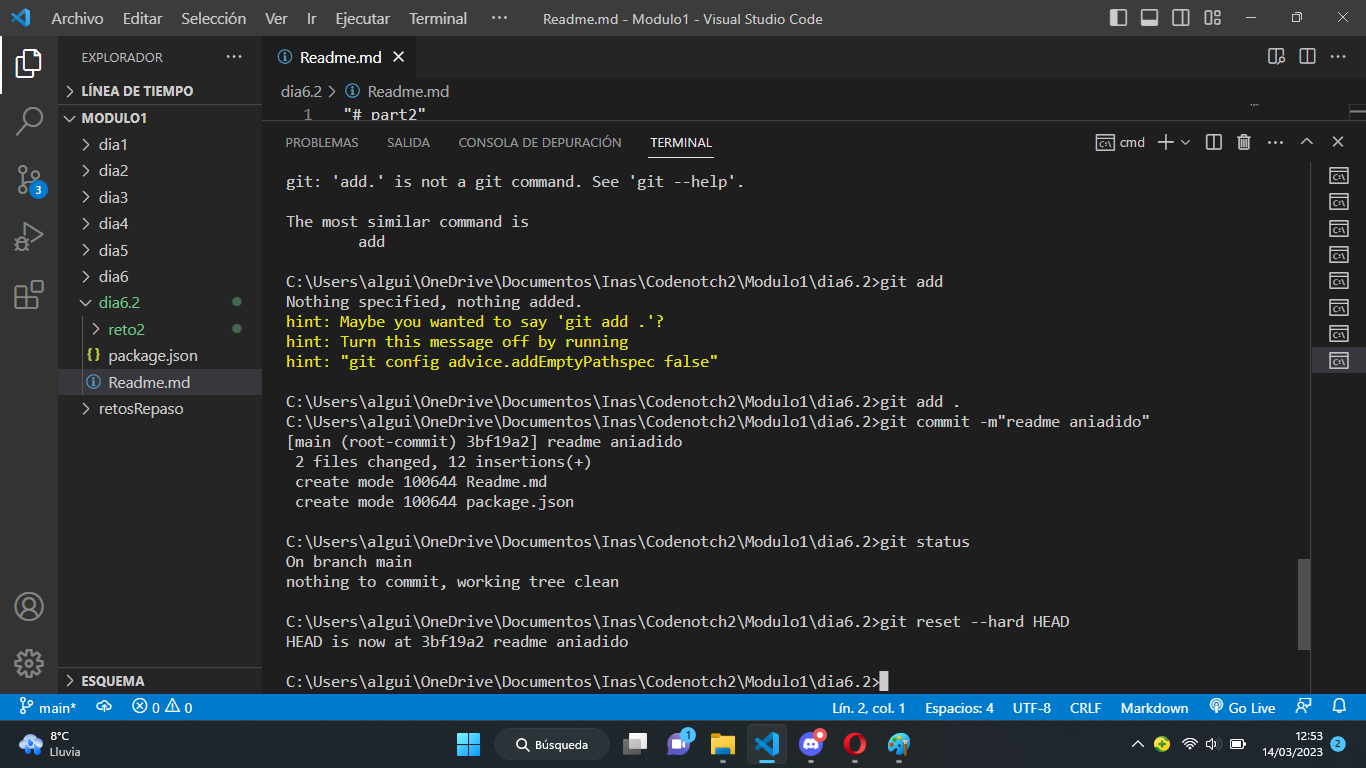 Archivo Editar Selección Ver Ir Ejecutar Terminal ··· Readme.md - Modulo1 - Visual Studio Code
EXPLORADOR ···
LÍNEA DE TIEMPO
MODULO1
dia1
dia2
dia3
3
dia4
dia5
dia6
dia6.2
reto2
{} package.json
Readme.md
retosRepaso
ESQUEMA
Readme.md
dia6.2 > Readme.md
1 "# part2"
PROBLEMAS SALIDA CONSOLA DE DEPURACIÓN TERMINAL cmd
git: 'add.' is not a git command. See 'git --help'.
The most similar command is
add
C:\Users\algui\OneDrive\Documentos\Inas\Codenotch2\Modulo1\dia6.2>git add
Nothing specified, nothing added.
hint: Maybe you wanted to say 'git add .'?
hint: Turn this message off by running
hint: "git config advice.addEmptyPathspec false"
C:\Users\algui\OneDrive\Documentos\Inas\Codenotch2\Modulo1\dia6.2>git add .
C:\Users\algui\OneDrive\Documentos\Inas\Codenotch2\Modulo1\dia6.2>git commit -m"readme aniadido"
[main (root-commit) 3bf19a2] readme aniadido
2 files changed, 12 insertions(+)
create mode 100644 Readme.md
create mode 100644 package.json
C:\Users\algui\OneDrive\Documentos\Inas\Codenotch2\Modulo1\dia6.2>git status
On branch main
nothing to commit, working tree clean
C:\Users\algui\OneDrive\Documentos\Inas\Codenotch2\Modulo1\dia6.2>git reset --hard HEAD
HEAD is now at 3bf19a2 readme aniadido
C:\Users\algui\OneDrive\Documentos\Inas\Codenotch2\Modulo1\dia6.2>
main* 0 0 Lín. 2, col. 1 Espacios: 4 UTF-8 CRLF Markdown Go Live
8°C
Lluvia
Búsqueda
1
12:53
14/03/2023
2